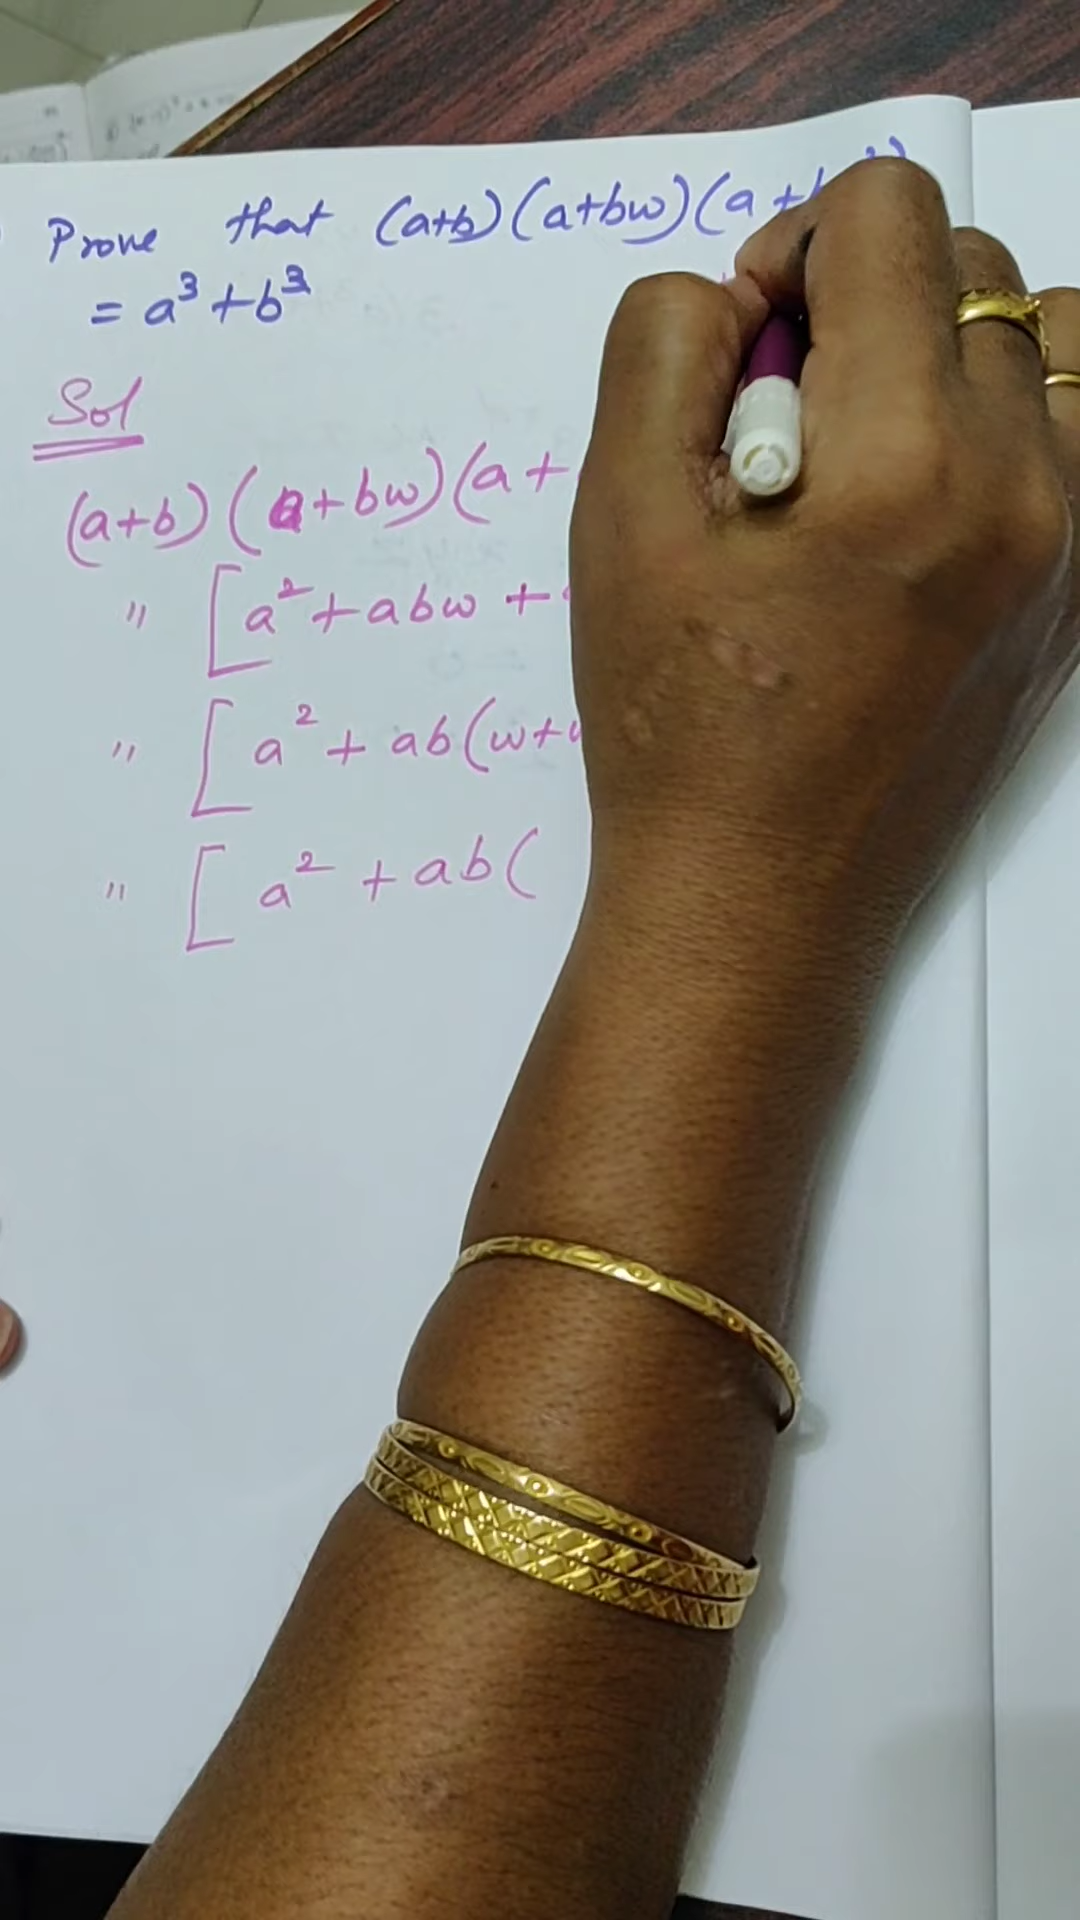 Prove that (a+b)(a+bω)(a+b
= a³+b³
Sol
(a+b)(a+bω)(a+
" [a²+abω+
" [a²+ab(ω+
" [a²+ab(